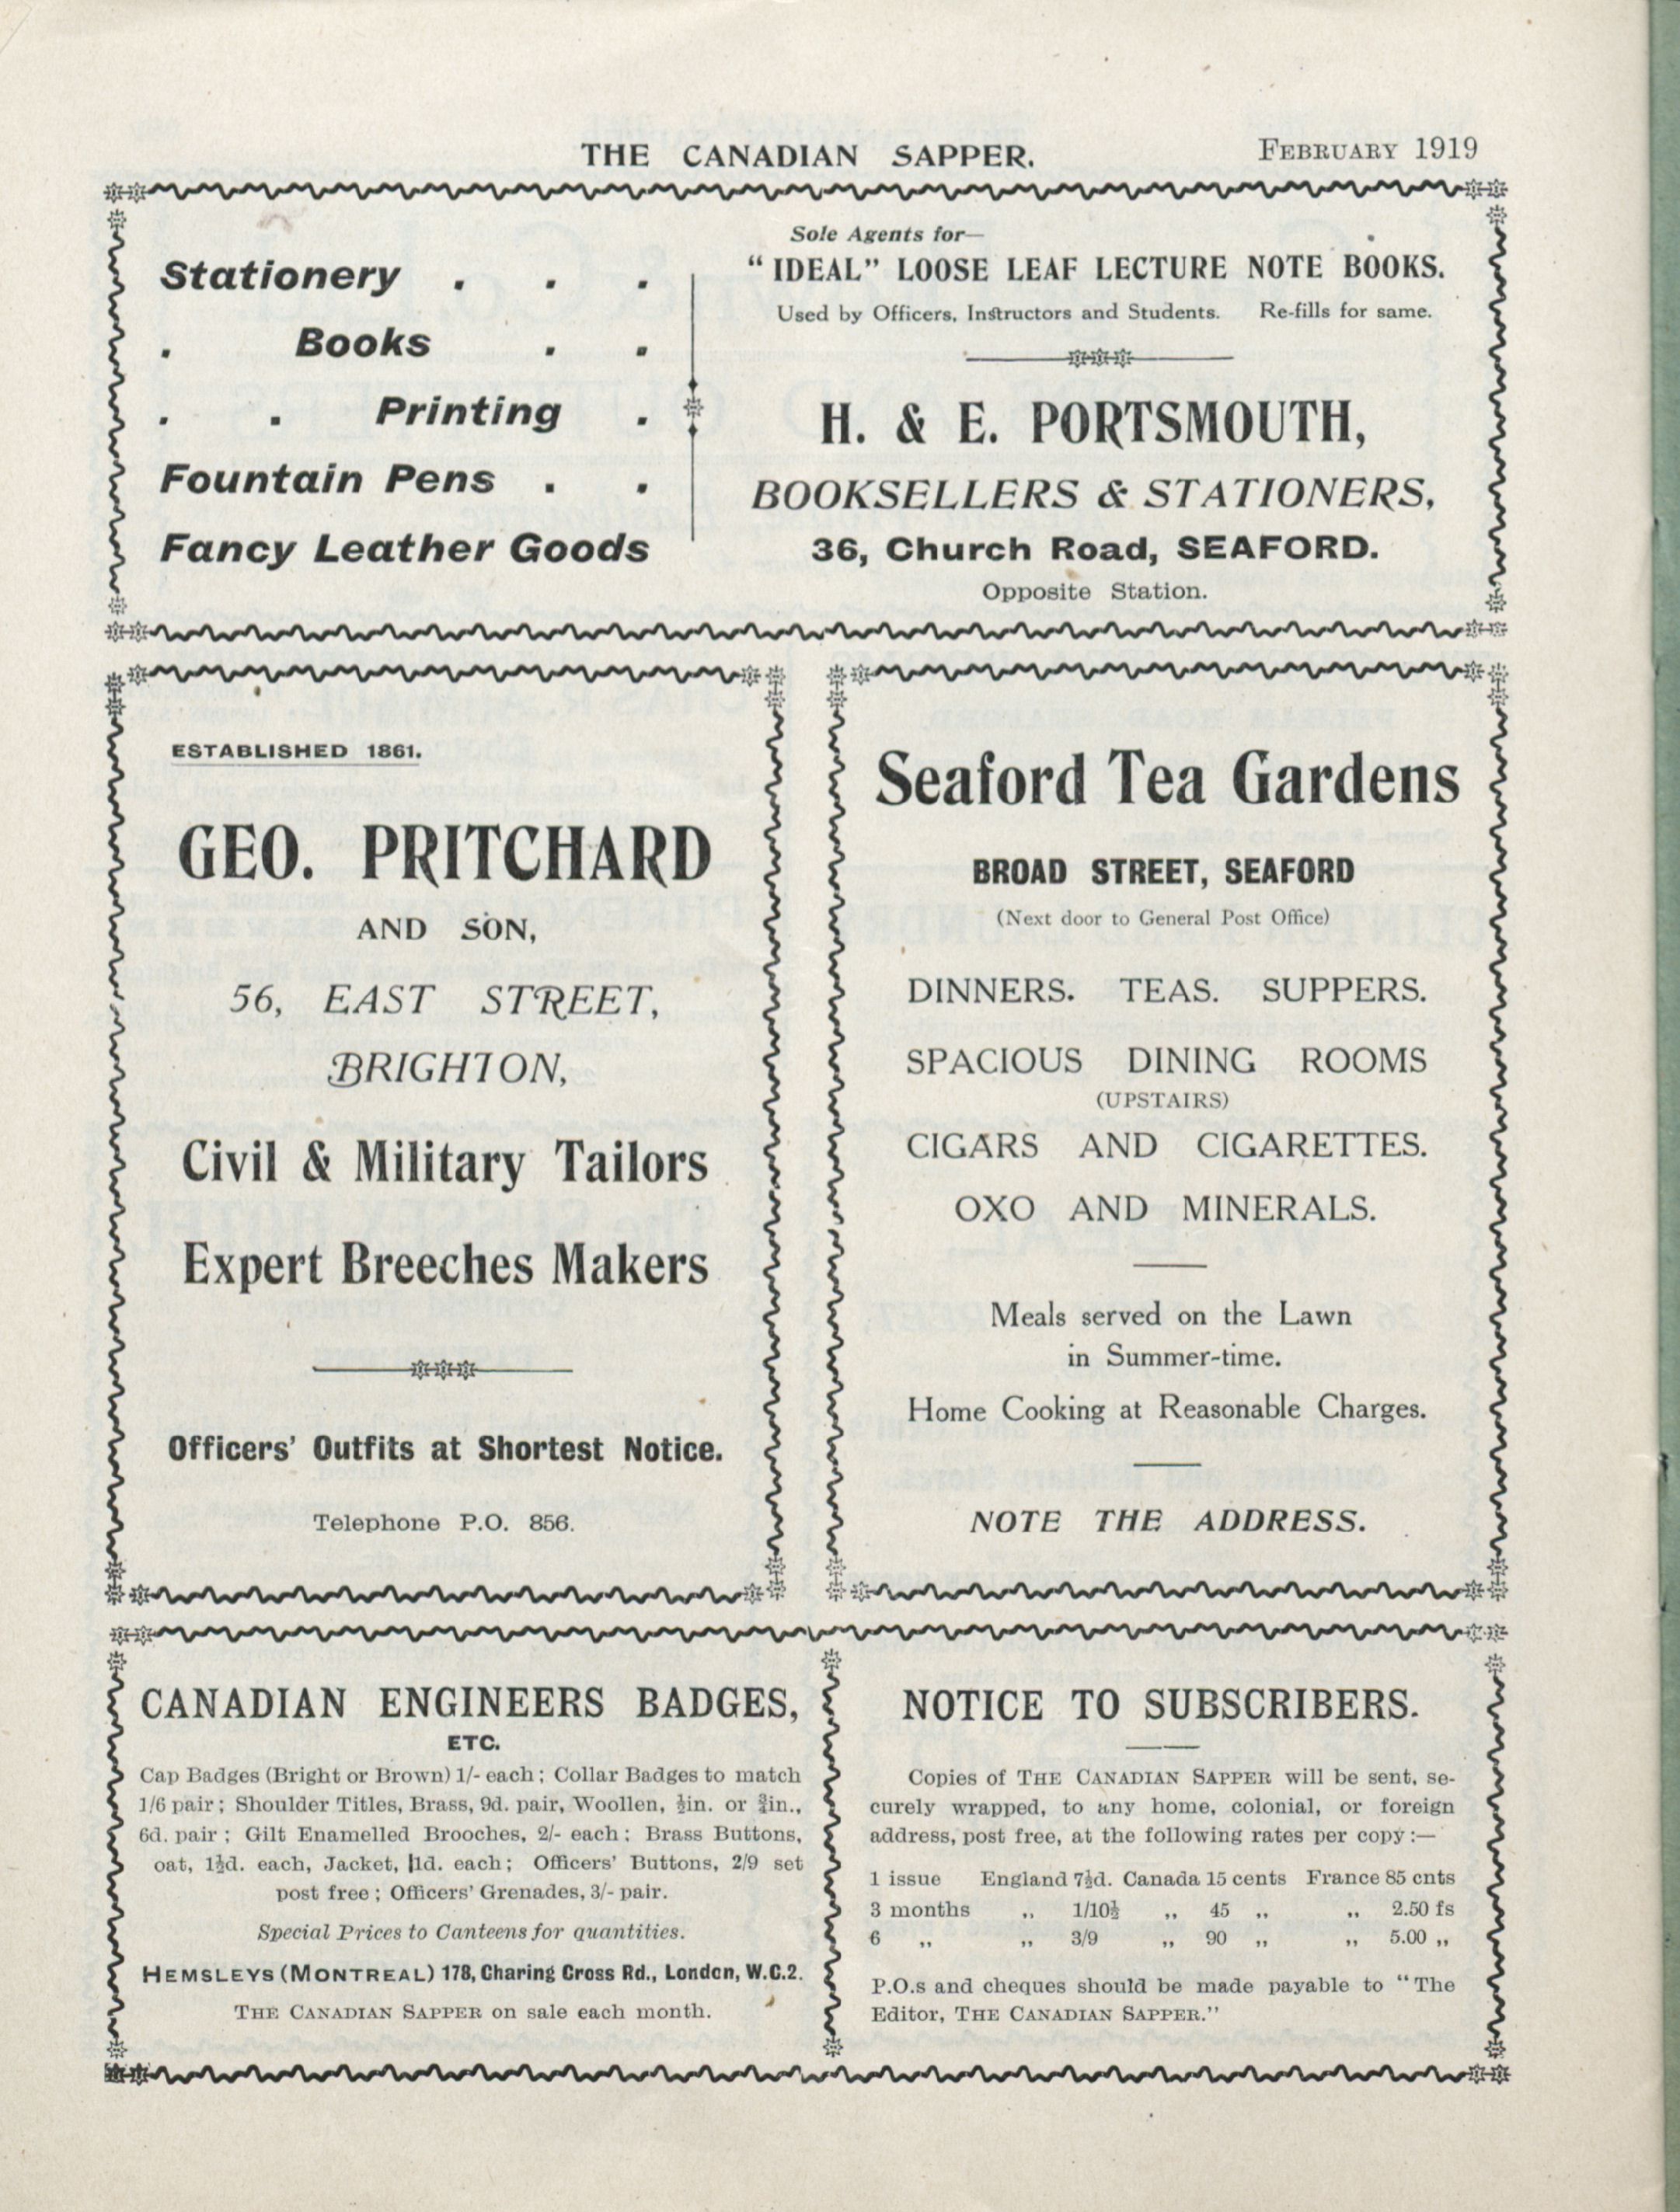 THE CANADIAN SAPPER.
FEBRUARY 1919
Stationery . . .
. Books . .
. . Printing .
Fountain Pens . .
Fancy Leather Goods
Sole Agents for—
“IDEAL” LOOSE LEAF LECTURE NOTE BOOKS.
Used by Officers, Instructors and Students. Re-fills for same.
H. & E. PORTSMOUTH,
BOOKSELLERS & STATIONERS,
36, Church Road, SEAFORD.
Opposite Station.
ESTABLISHED 1861.
GEO. PRITCHARD
AND SON,
56, EAST STREET,
BRIGHTON,
Civil & Military Tailors
Expert Breeches Makers
Officers’ Outfits at Shortest Notice.
Telephone P.O. 856.
Seaford Tea Gardens
BROAD STREET, SEAFORD
(Next door to General Post Office)
DINNERS. TEAS. SUPPERS.
SPACIOUS DINING ROOMS
(UPSTAIRS)
CIGARS AND CIGARETTES.
OXO AND MINERALS.
Meals served on the Lawn
in Summer-time.
Home Cooking at Reasonable Charges.
NOTE THE ADDRESS.
CANADIAN ENGINEERS BADGES,
ETC.
Cap Badges (Bright or Brown) 1/- each; Collar Badges to match
1/6 pair; Shoulder Titles, Brass, 9d. pair, Woollen, ½in. or ¾in.,
6d. pair; Gilt Enamelled Brooches, 2/- each; Brass Buttons,
oat, 1½d. each, Jacket, 1d. each; Officers’ Buttons, 2/9 set
post free; Officers’ Grenades, 3/- pair.
Special Prices to Canteens for quantities.
HEMSLEYS (MONTREAL) 178, Charing Cross Rd., London, W.C.2.
THE CANADIAN SAPPER on sale each month.
NOTICE TO SUBSCRIBERS.
Copies of THE CANADIAN SAPPER will be sent, se-
curely wrapped, to any home, colonial, or foreign
address, post free, at the following rates per copy:—
1 issue England 7½d. Canada 15 cents France 85 cnts
3 months ,, 1/10½ ,, 45 ,, ,, 2.50 fs
6 ,, ,, 3/9 ,, 90 ,, ,, 5.00 ,,
P.O.s and cheques should be made payable to “The
Editor, THE CANADIAN SAPPER.”